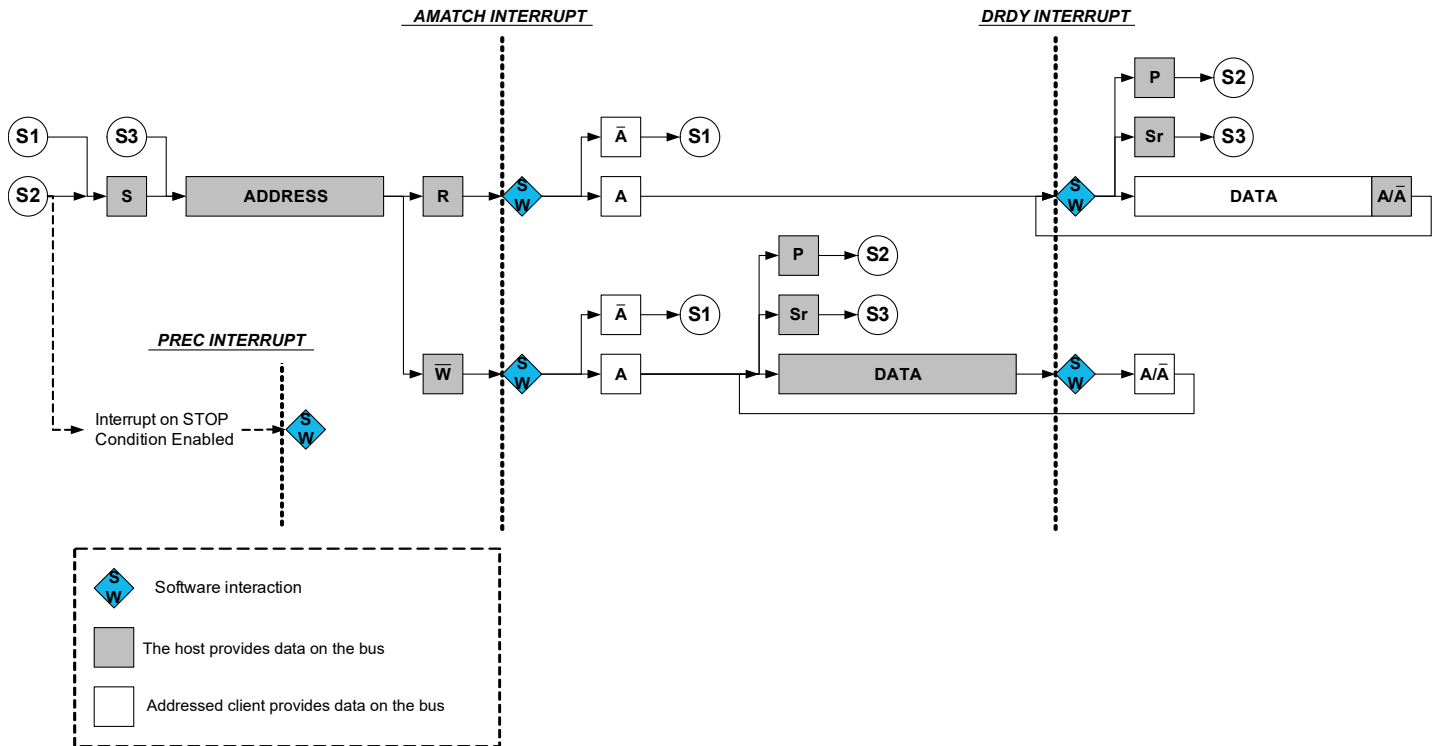 AMATCH INTERRUPT
DRDY INTERRUPT
P
S2
S1
S3
A̅
S1
Sr
S3
S2
S
ADDRESS
R
S
W
A
S
W
DATA
A/A̅
P
S2
A̅
S1
Sr
S3
PREC INTERRUPT
W̅
S
W
A
DATA
S
W
A/A̅
Interrupt on STOP
Condition Enabled
S
W
S
W
Software interaction
The host provides data on the bus
Addressed client provides data on the bus